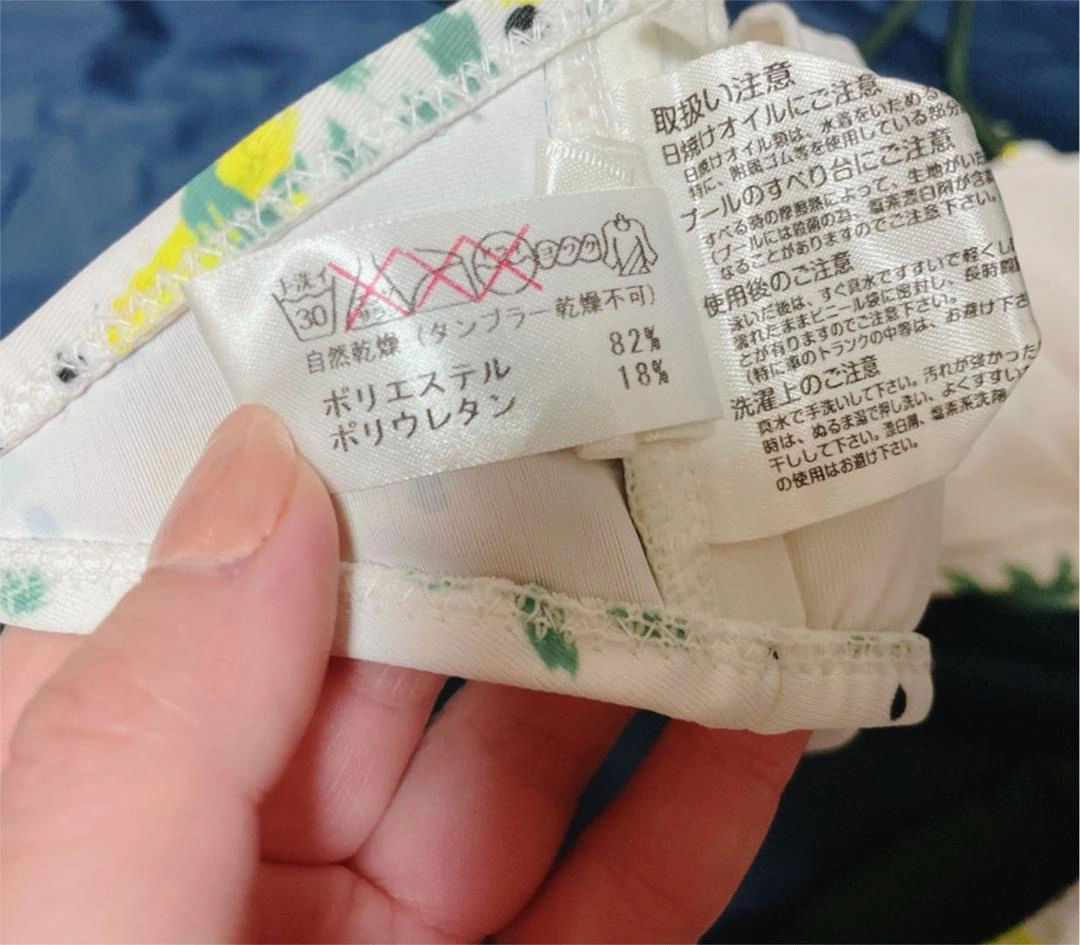 手洗イ
30
自然乾燥 (タンブラー乾燥不可)
ポリエステル 82%
ポリウレタン 18%
取扱い注意
日焼けオイルにご注意
日焼けオイル類は、水着をいためる
特に、附属ゴム等を使用している部分
プールのすべり台にご注意
すべる時の摩擦熱によって、生地がいた
(プールには殺菌の為、塩素漂白剤が含
なることがありますのでご注意下さい。
使用後のご注意
泳いだ後は、すぐ真水ですすいで軽くし
濡れたままビニール袋に密封し、長時間
とが有りますのでご注意下さい。
(特に車のトランクの中等は、お避け下さ
洗濯上のご注意
真水で手洗いして下さい。汚れが強かった
時は、ぬるま湯で押し洗い、よくすすい
干しして下さい。漂白剤、塩素系洗剤
の使用はお避け下さい。